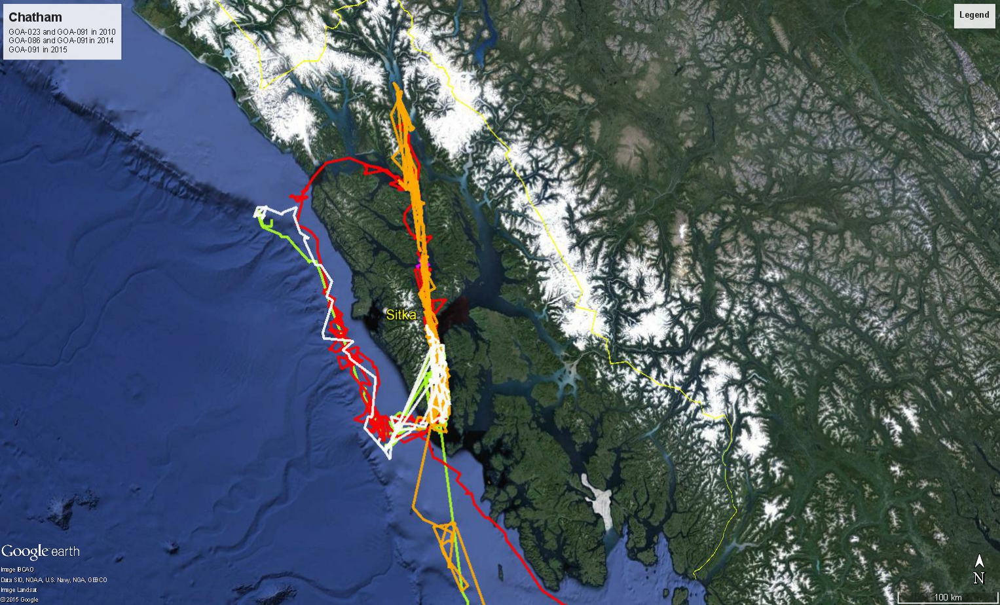 Chatham
GOA-023 and GOA-091 in 2010
GOA-086 and GOA-091in 2014
GOA-091 in 2015
Legend
Sitka
Google earth
Image IBCAO
Data SIO, NOAA, U.S. Navy, NGA, GEBCO
Image Landsat
© 2015 Google
N
100 km